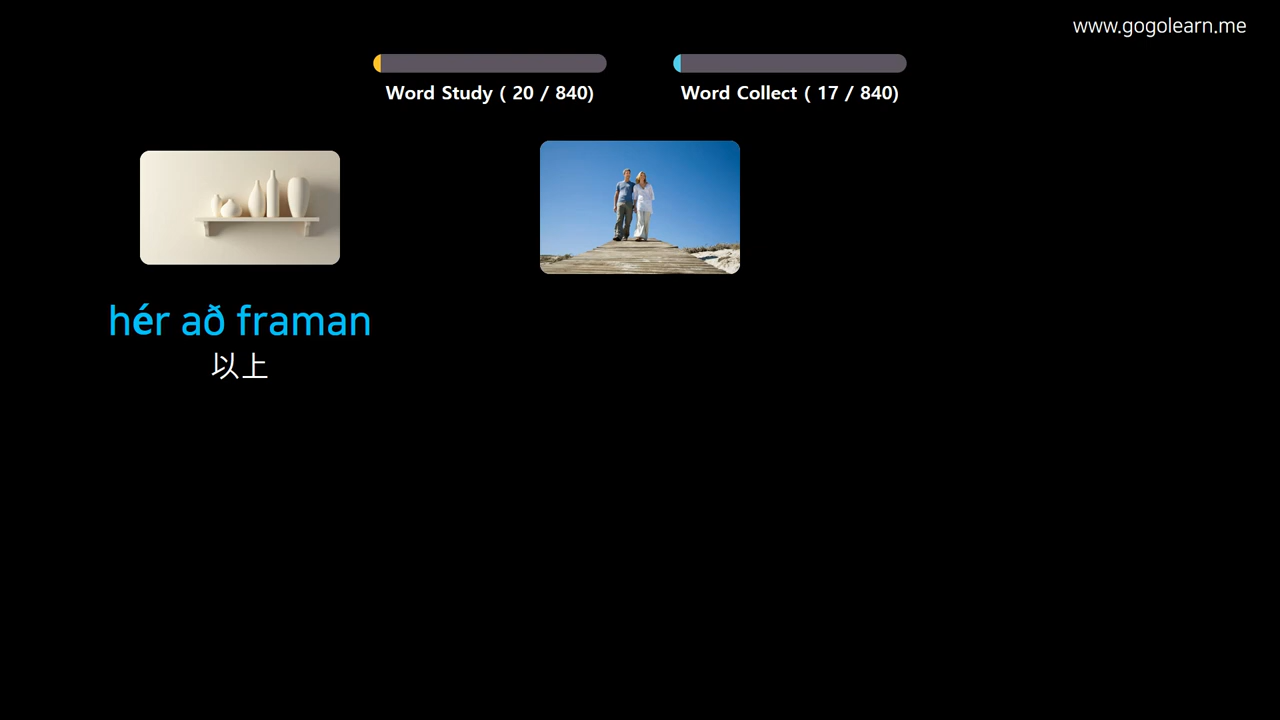 www.gogolearn.me
Word Study ( 20 / 840)
Word Collect ( 17 / 840)
hér að framan
以上